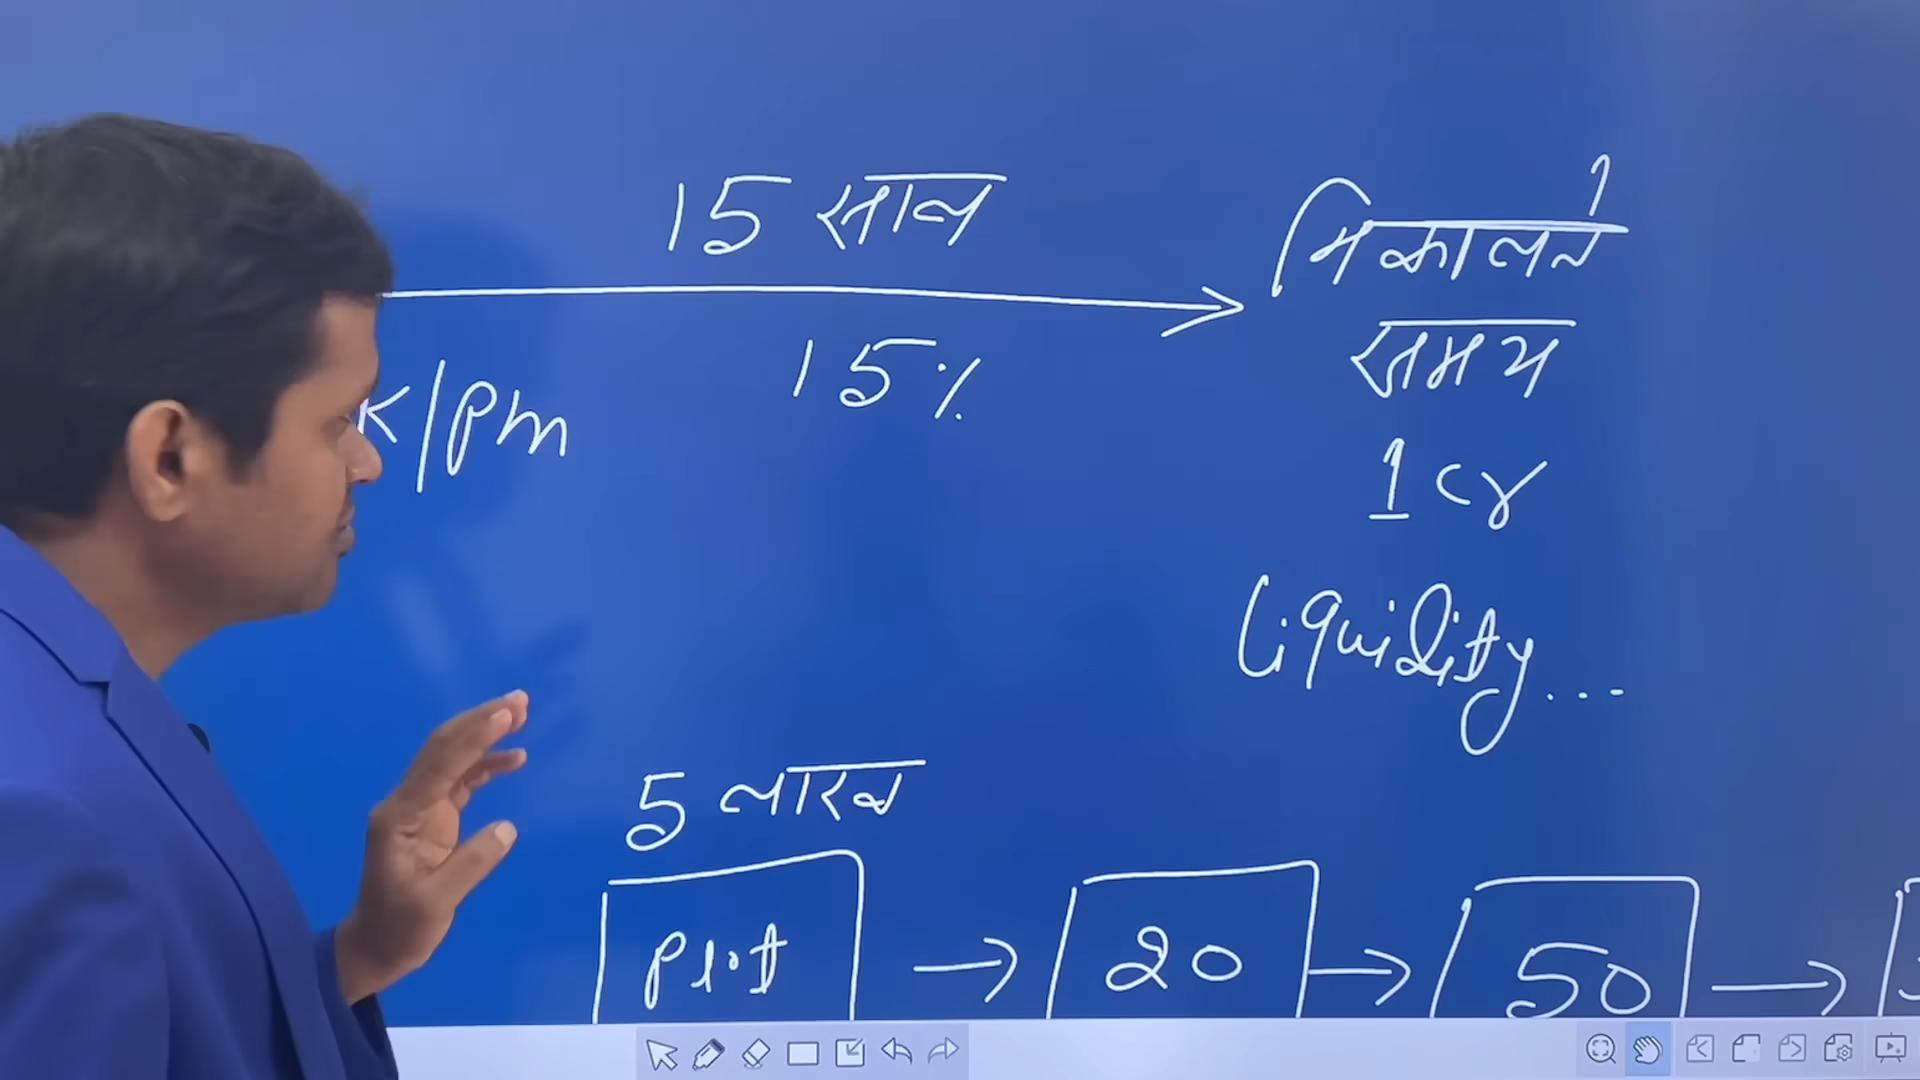 15 साल
निकालने
15%
समय
K/pm
1 cr
liquidity...
5 लाख
plot → 20 → 50 →